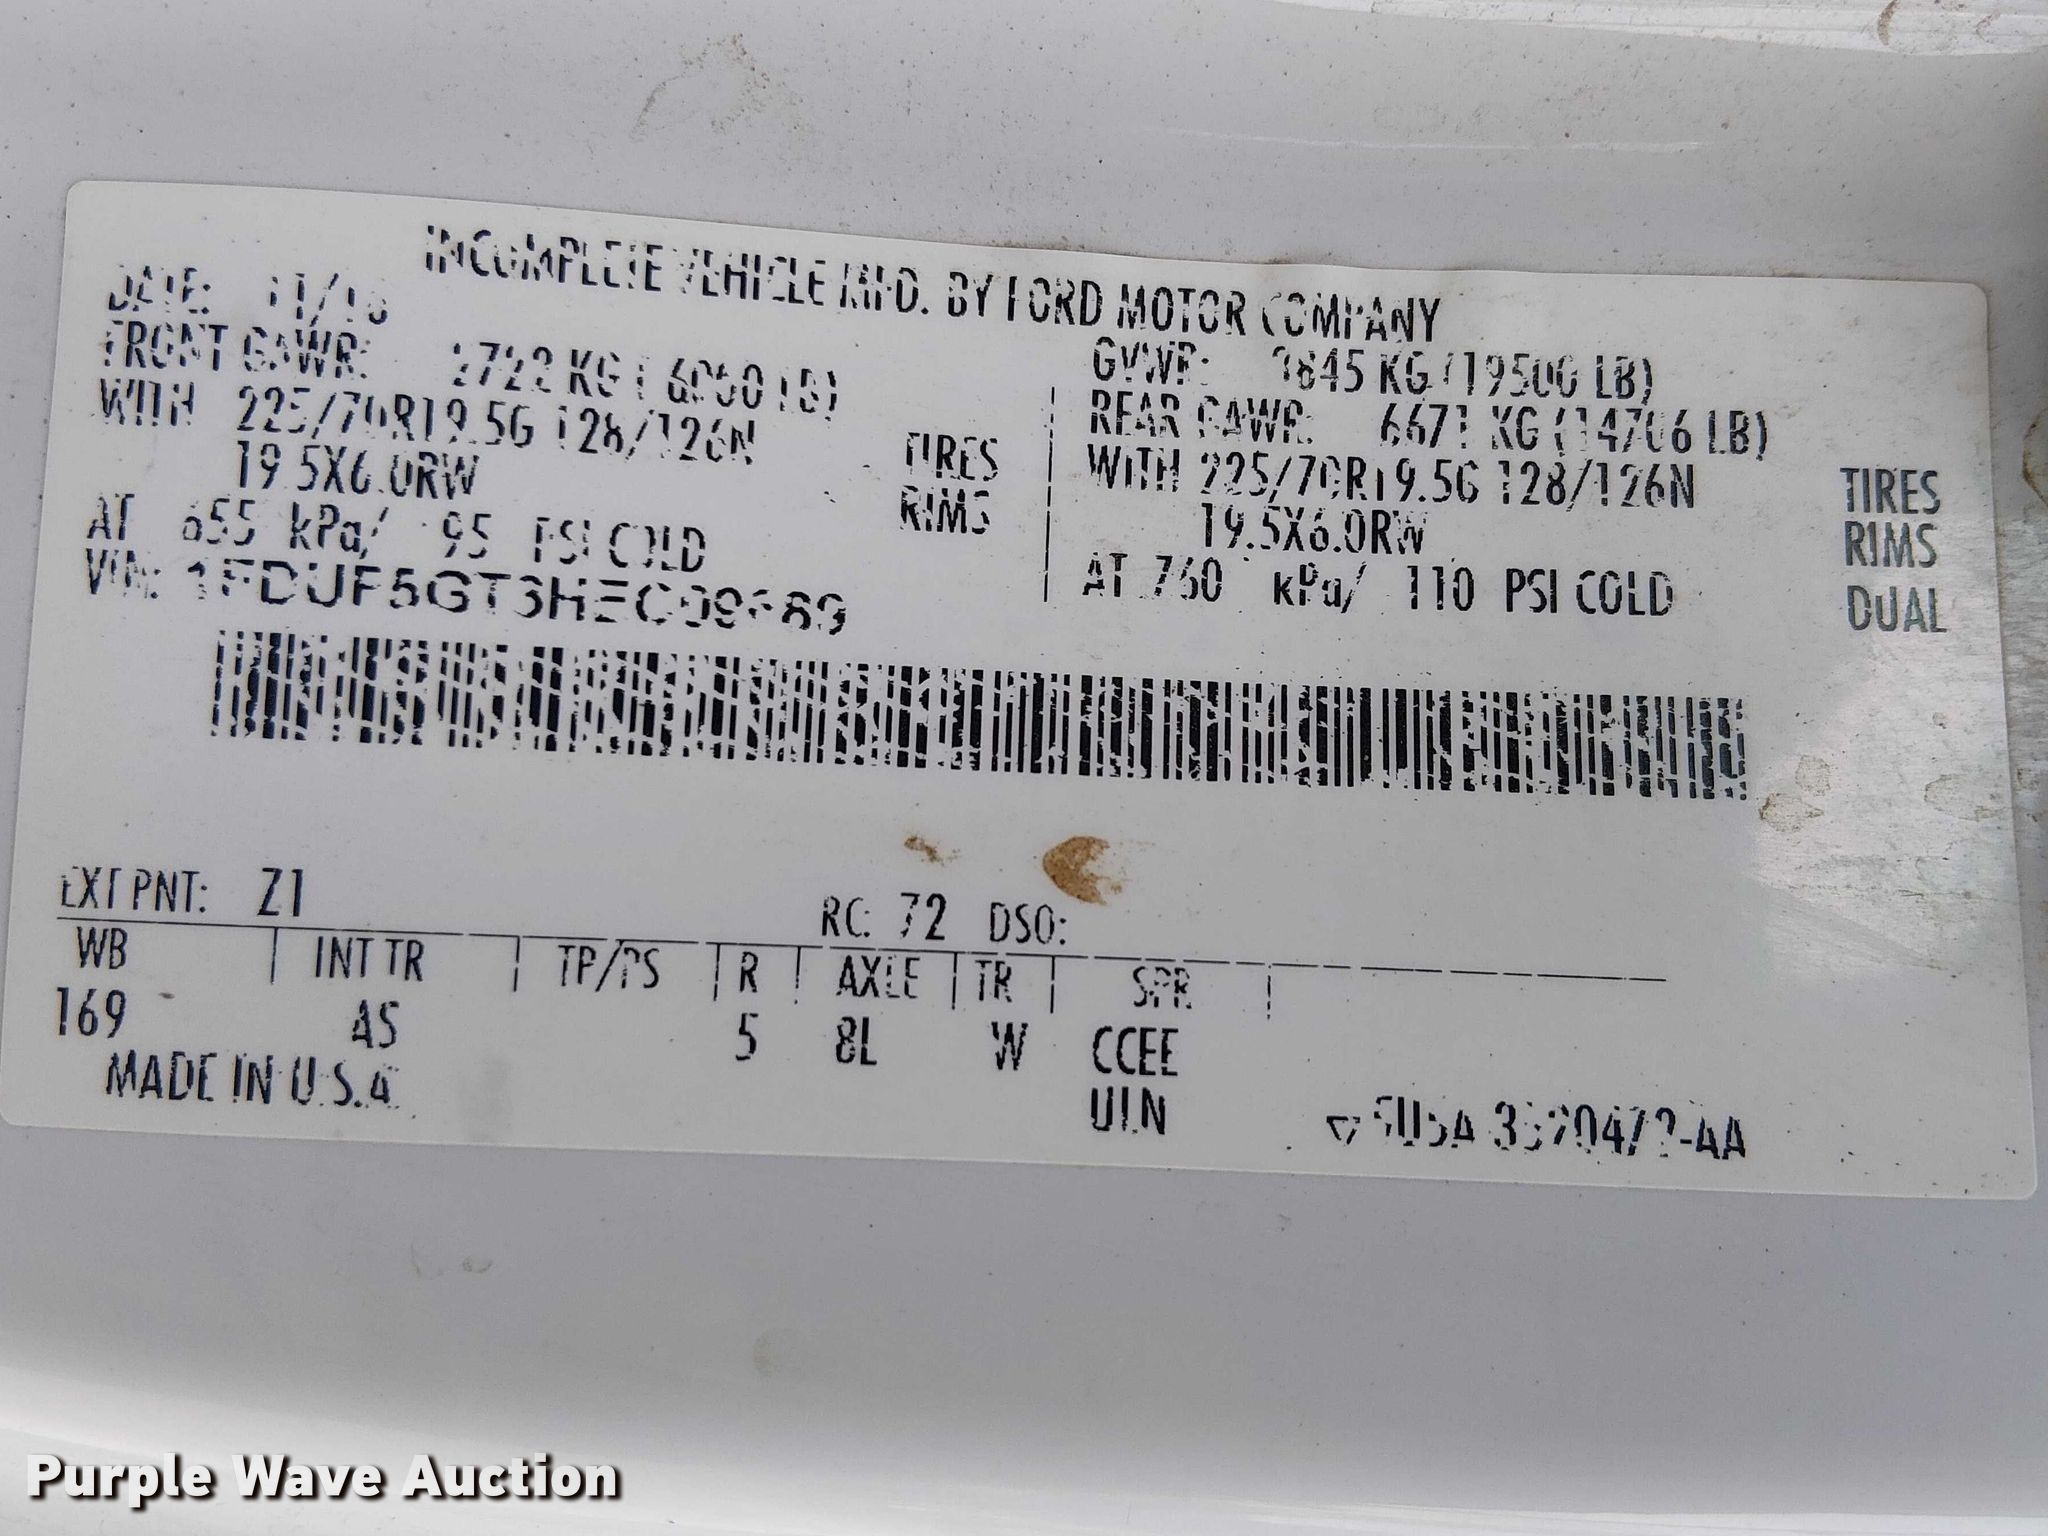 INCOMPLETE VEHICLE MFD. BY FORD MOTOR COMPANY
DATE: 11/16
FRONT GAWR: 2722 KG ( 6000 LB)
WITH 225/70R19.5G 128/126N TIRES
19.5X6.0RW RIMS
AT 655 kPa/ 95 PSI COLD
GVWR: 8845 KG (19500 LB)
REAR GAWR: 6671 KG (14706 LB)
WITH 225/70R19.5G 128/126N TIRES
19.5X6.0RW RIMS
AT 760 kPa/ 110 PSI COLD DUAL
VIN:
EXT PNT: Z1 RC: 72 DSO:
WB INT TR TP/PS R AXLE TR SPR
169 AS 5 8L W CCEE
MADE IN U.S.A. UIN
Purple Wave Auction